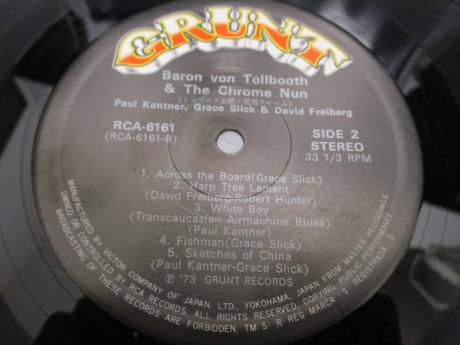 GRUNT
Baron von Tollbooth
& The Chrome Nun
Paul Kantner, Grace Slick & David Freiberg
RCA-6161
(RCA-6161-B)
SIDE 2
STEREO
33 1/3 RPM
1. Across the Board(Grace Slick)
2. Harp Tree Lament
(David Freiberg-Robert Hunter)
3. White Boy
(Transcaucasian Airmachine Blues)
(Paul Kantner)
4. Fishman(Grace Slick)
5. Sketches of China
(Paul Kantner-Grace Slick)
Ⓟ '73 GRUNT RECORDS
MANUFACTURED BY VICTOR COMPANY OF JAPAN, LTD., YOKOHAMA, JAPAN FROM MASTER RECORDINGS
OWNED OR CONTROLLED BY RCA RECORDS. ALL RIGHTS RESERVED. COPYING, PUBLIC PERFORMANCE,
BROADCASTING OF THESE RECORDS ARE FORBIDDEN. TM S ® REG MARCA S REGISTRADA S